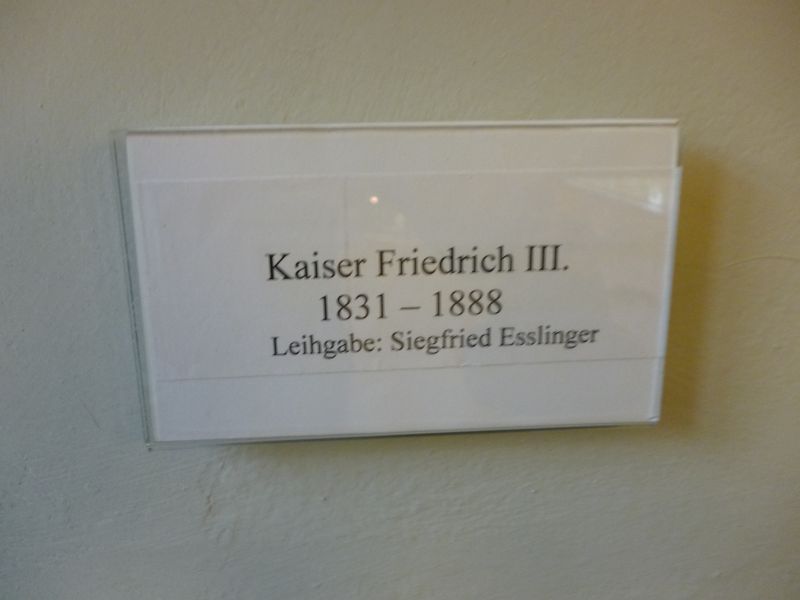 Kaiser Friedrich III.
1831 – 1888
Leihgabe: Siegfried Esslinger